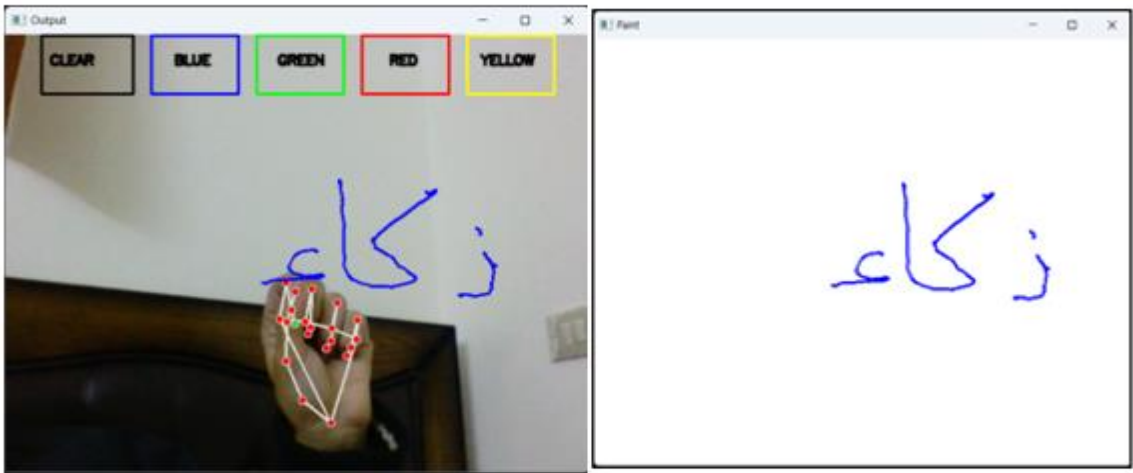 Output
CLEAR BLUE GREEN RED YELLOW
ذكاء
Paint
ذكاء